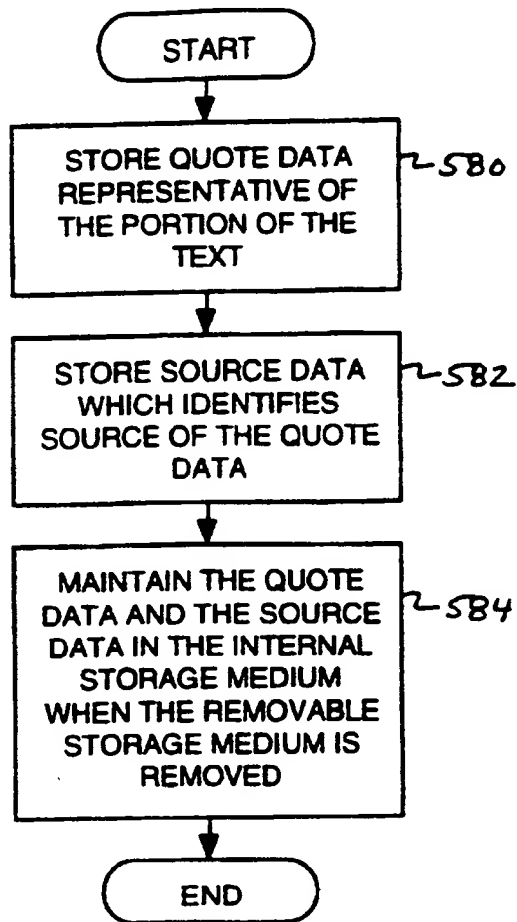 START
STORE QUOTE DATA
580
REPRESENTATIVE OF
THE PORTION OF THE
TEXT
STORE SOURCE DATA
582
WHICH IDENTIFIES
SOURCE OF THE QUOTE
DATA
MAINTAIN THE QUOTE
DATA AND THE SOURCE
584
DATA IN THE INTERNAL
STORAGE MEDIUM
WHEN THE REMOVABLE
STORAGE MEDIUM IS
REMOVED
END